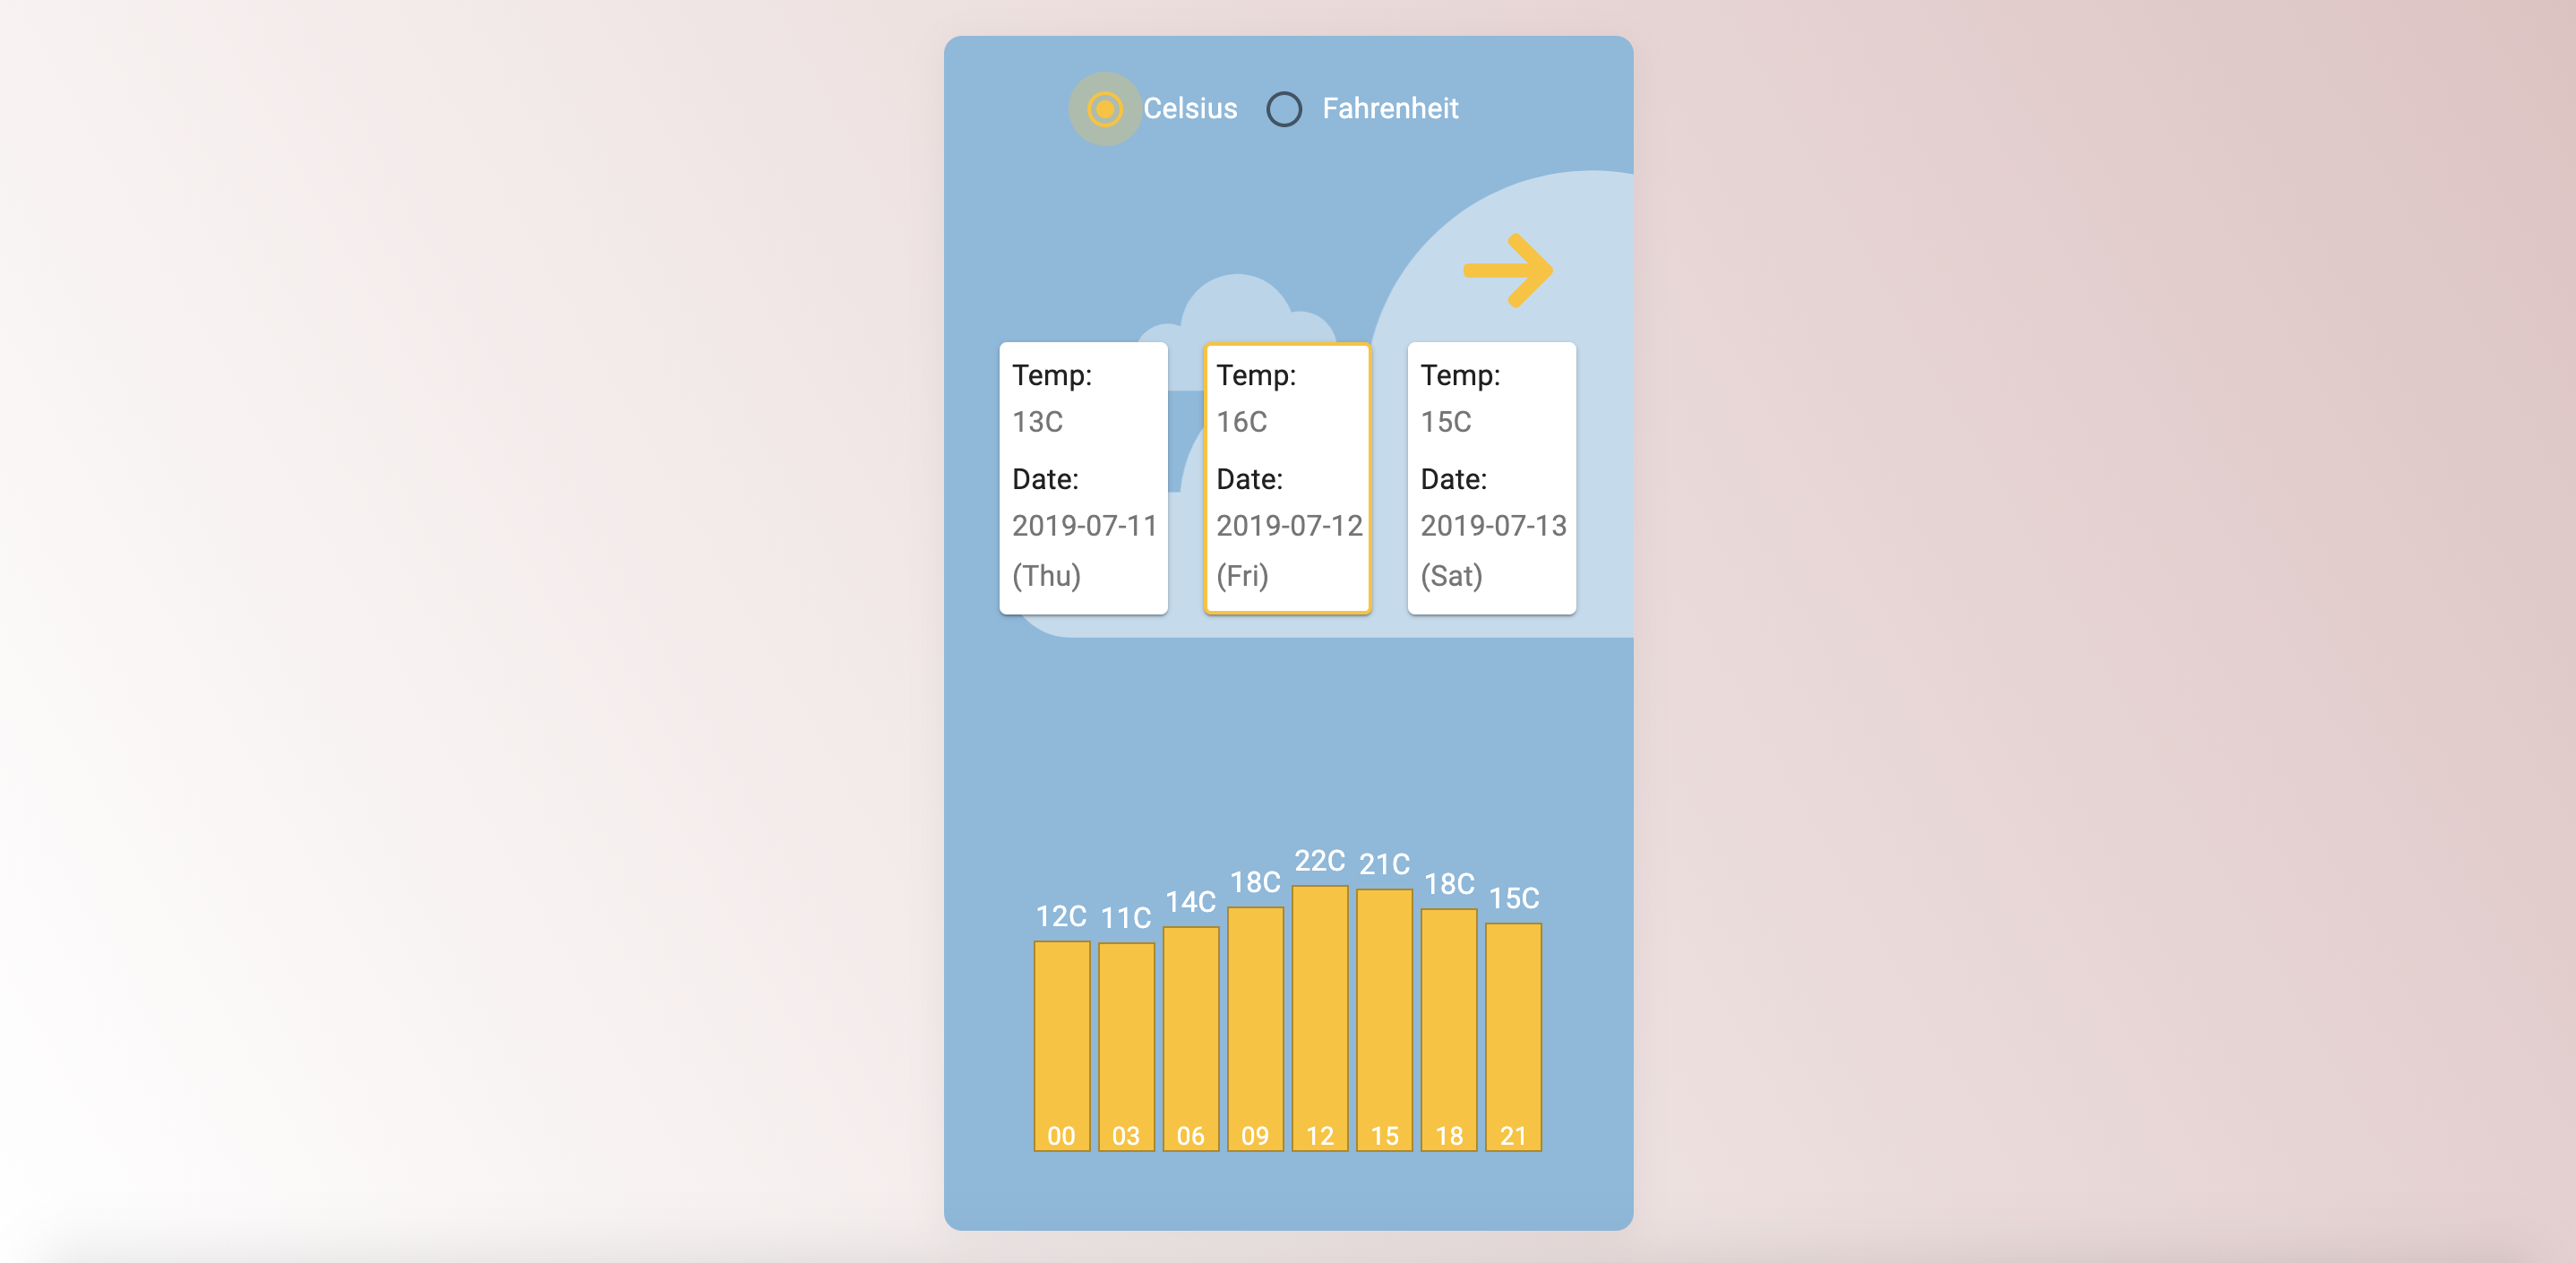 Celsius Fahrenheit
Temp:
13C
Date:
2019-07-11
(Thu)
Temp:
16C
Date:
2019-07-12
(Fri)
Temp:
15C
Date:
2019-07-13
(Sat)
12C 11C 14C 18C 22C 21C 18C 15C
00 03 06 09 12 15 18 21